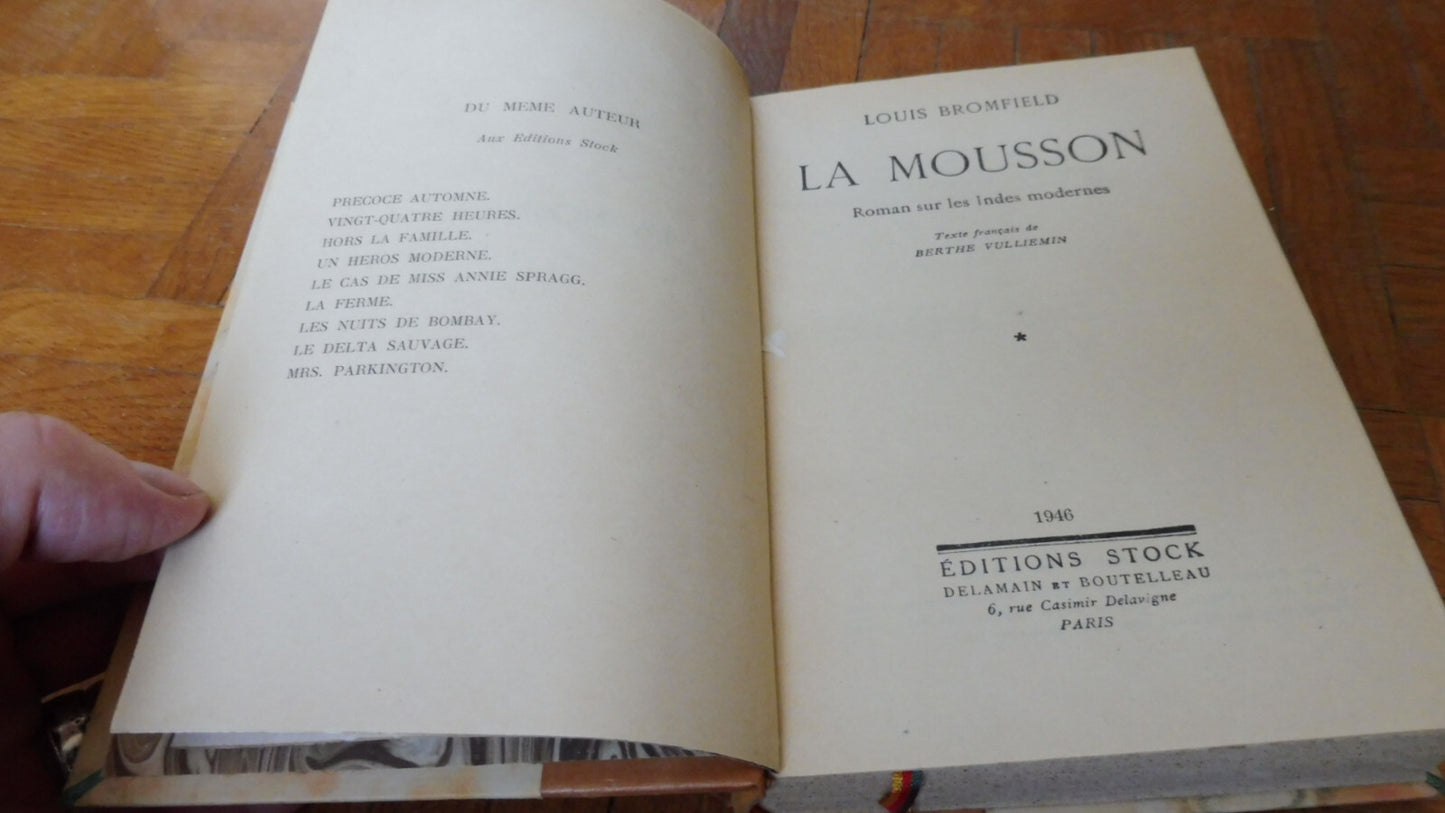 DU MEME AUTEUR
Aux Editions Stock
PRECOCE AUTOMNE.
VINGT-QUATRE HEURES.
HORS LA FAMILLE.
UN HEROS MODERNE.
LE CAS DE MISS ANNIE SPRAGG.
LA FERME.
LES NUITS DE BOMBAY.
LE DELTA SAUVAGE.
MRS. PARKINGTON.
LOUIS BROMFIELD
LA MOUSSON
Roman sur les Indes modernes
Texte français de
BERTHE VULLIEMIN
*
1946
ÉDITIONS STOCK
DELAMAIN ET BOUTELLEAU
6, rue Casimir Delavigne
PARIS